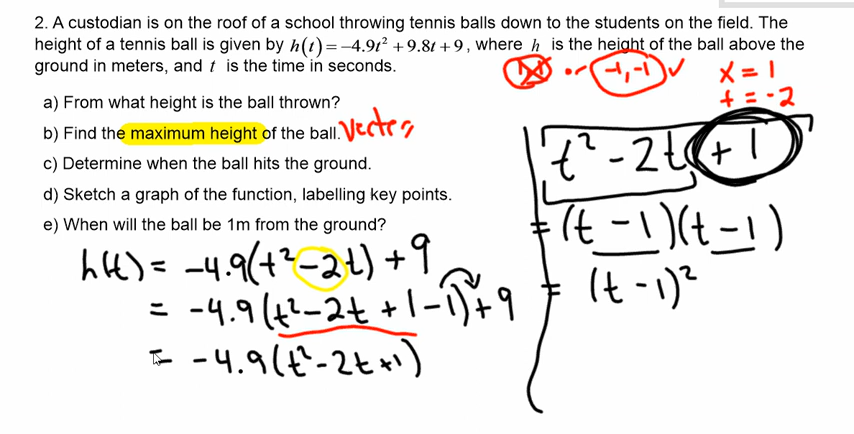 2. A custodian is on the roof of a school throwing tennis balls down to the students on the field. The
height of a tennis ball is given by h(t) = −4.9t² + 9.8t + 9, where h is the height of the ball above the
ground in meters, and t is the time in seconds.
or -1,-1 ✓
x = 1
+ = -2
a) From what height is the ball thrown?
b) Find the maximum height of the ball. Vertex
c) Determine when the ball hits the ground.
d) Sketch a graph of the function, labelling key points.
e) When will the ball be 1m from the ground?
h(t) = -4.9(t²-2t) + 9
= -4.9(t²-2t+1-1)+9
= -4.9(t²-2t+1)
t²-2t+1
= (t-1)(t-1)
= (t-1)²